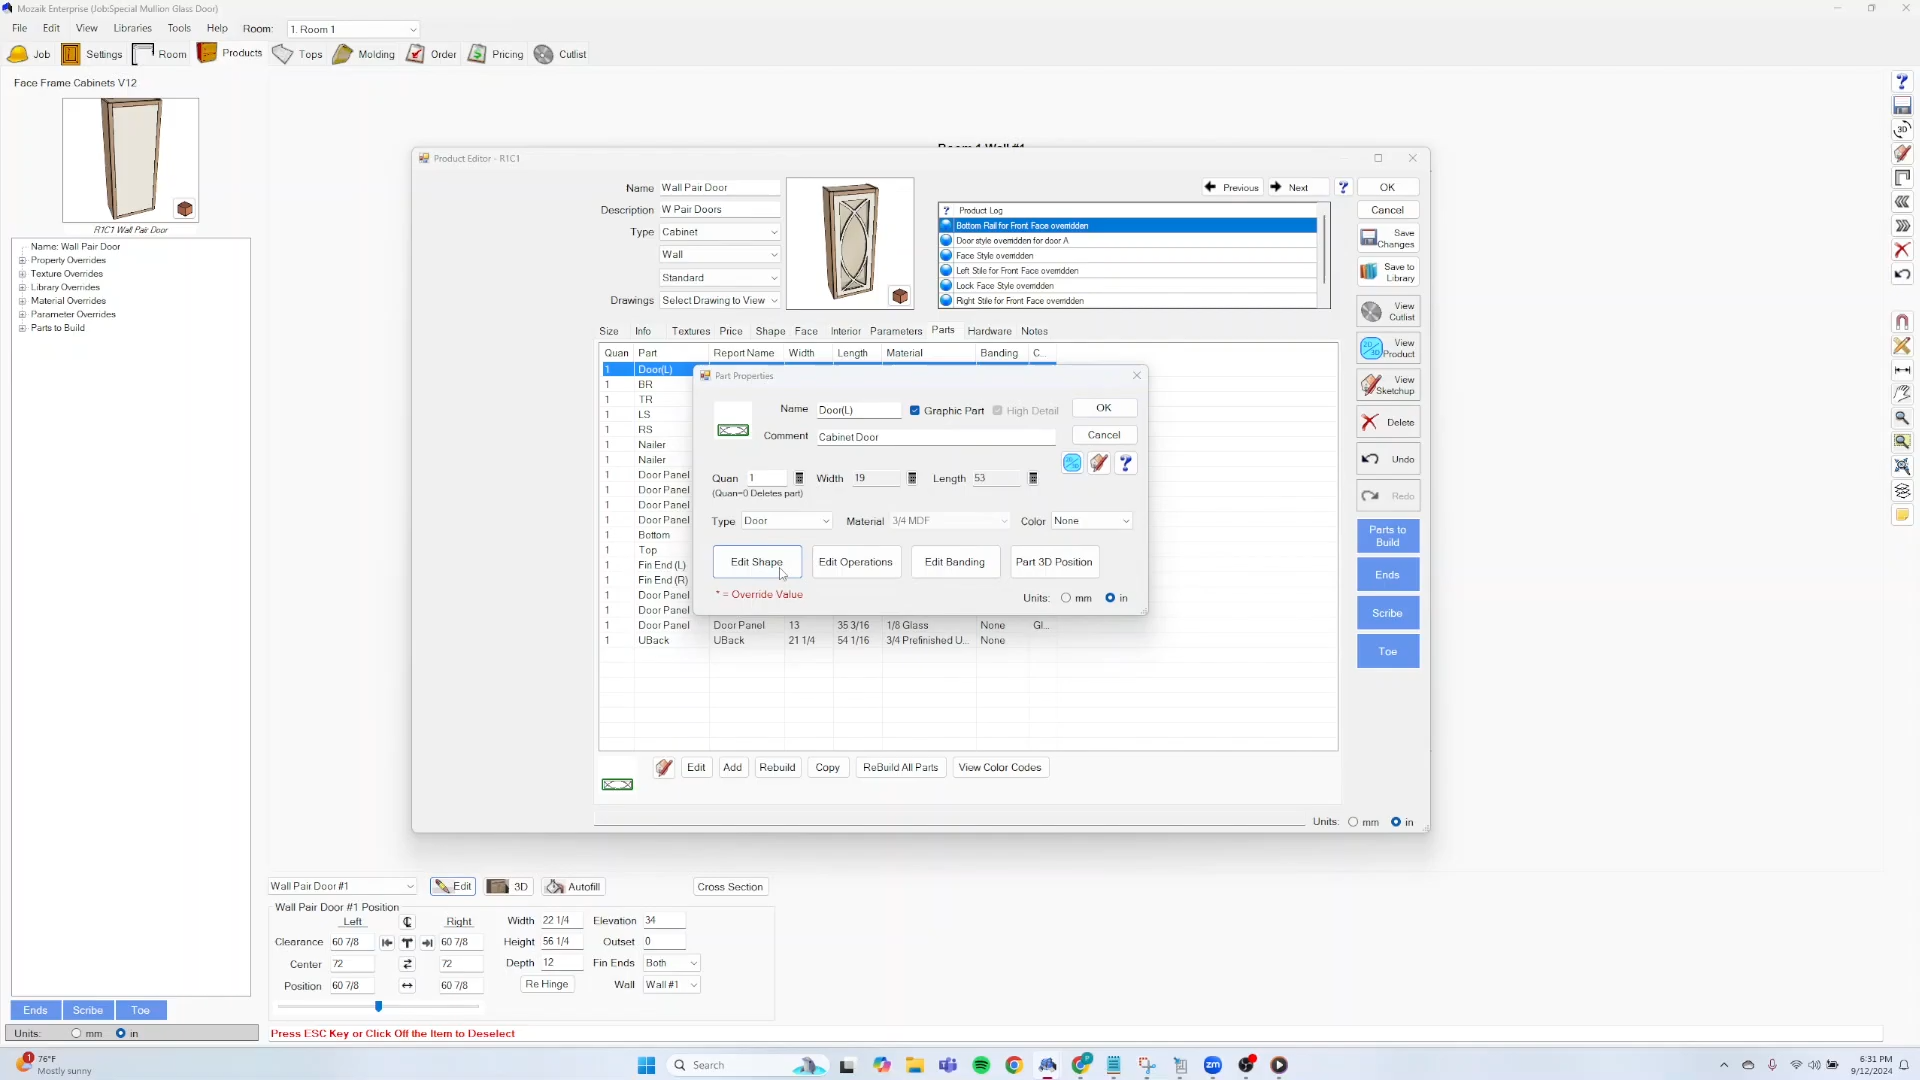 Mozaik Enterprise (Job:Special Mullion Glass Door)
File Edit View Libraries Tools Help Room: 1. Room 1
Job Settings Room Products Tops Molding Order Pricing Cutlist
Face Frame Cabinets V12
R1C1 Wall Pair Door
Name: Wall Pair Door
Property Overrides
Texture Overrides
Library Overrides
Material Overrides
Parameter Overrides
Parts to Build
Ends Scribe Toe
Units: mm in
Product Editor - R1C1
Name Wall Pair Door
Description W Pair Doors
Type Cabinet
Wall
Standard
Drawings Select Drawing to View
Previous Next ? OK
? Product Log
Bottom Rail for Front Face overridden
Door style overridden for door A
Face Style overridden
Left Stile for Front Face overridden
Lock Face Style overridden
Right Stile for Front Face overridden
Cancel
Save Changes
Save to Library
View Cutlist
View Product
View Sketchup
Delete
Undo
Redo
Parts to Build
Ends
Scribe
Toe
Size Info Textures Price Shape Face Interior Parameters Parts Hardware Notes
Quan Part Report Name Width Length Material Banding C...
1 Door(L)
1 BR
1 TR
1 LS
1 RS
1 Nailer
1 Nailer
1 Door Panel
1 Door Panel
1 Door Panel
1 Door Panel
1 Bottom
1 Top
1 Fin End (L)
1 Fin End (R)
1 Door Panel
1 Door Panel
1 Door Panel Door Panel 13 35 3/16 1/8 Glass None Gl...
1 UBack UBack 21 1/4 54 1/16 3/4 Prefinished U... None
Part Properties
Name Door(L) Graphic Part High Detail OK
Comment Cabinet Door Cancel
Quan 1 Width 19 Length 53
(Quan=0 Deletes part)
Type Door Material 3/4 MDF Color None
Edit Shape Edit Operations Edit Banding Part 3D Position
* = Override Value
Units: mm in
Edit Add Rebuild Copy ReBuild All Parts View Color Codes
Units: mm in
Wall Pair Door #1 Edit 3D Autofill Cross Section
Wall Pair Door #1 Position
Left Right Width 22 1/4 Elevation 34
Clearance 60 7/8 60 7/8 Height 56 1/4 Outset 0
Center 72 72 Depth 12 Fin Ends Both
Position 60 7/8 60 7/8 Re Hinge Wall Wall #1
Press ESC Key or Click Off the Item to Deselect
76°F
Mostly sunny
Search
6:31 PM
9/12/2024